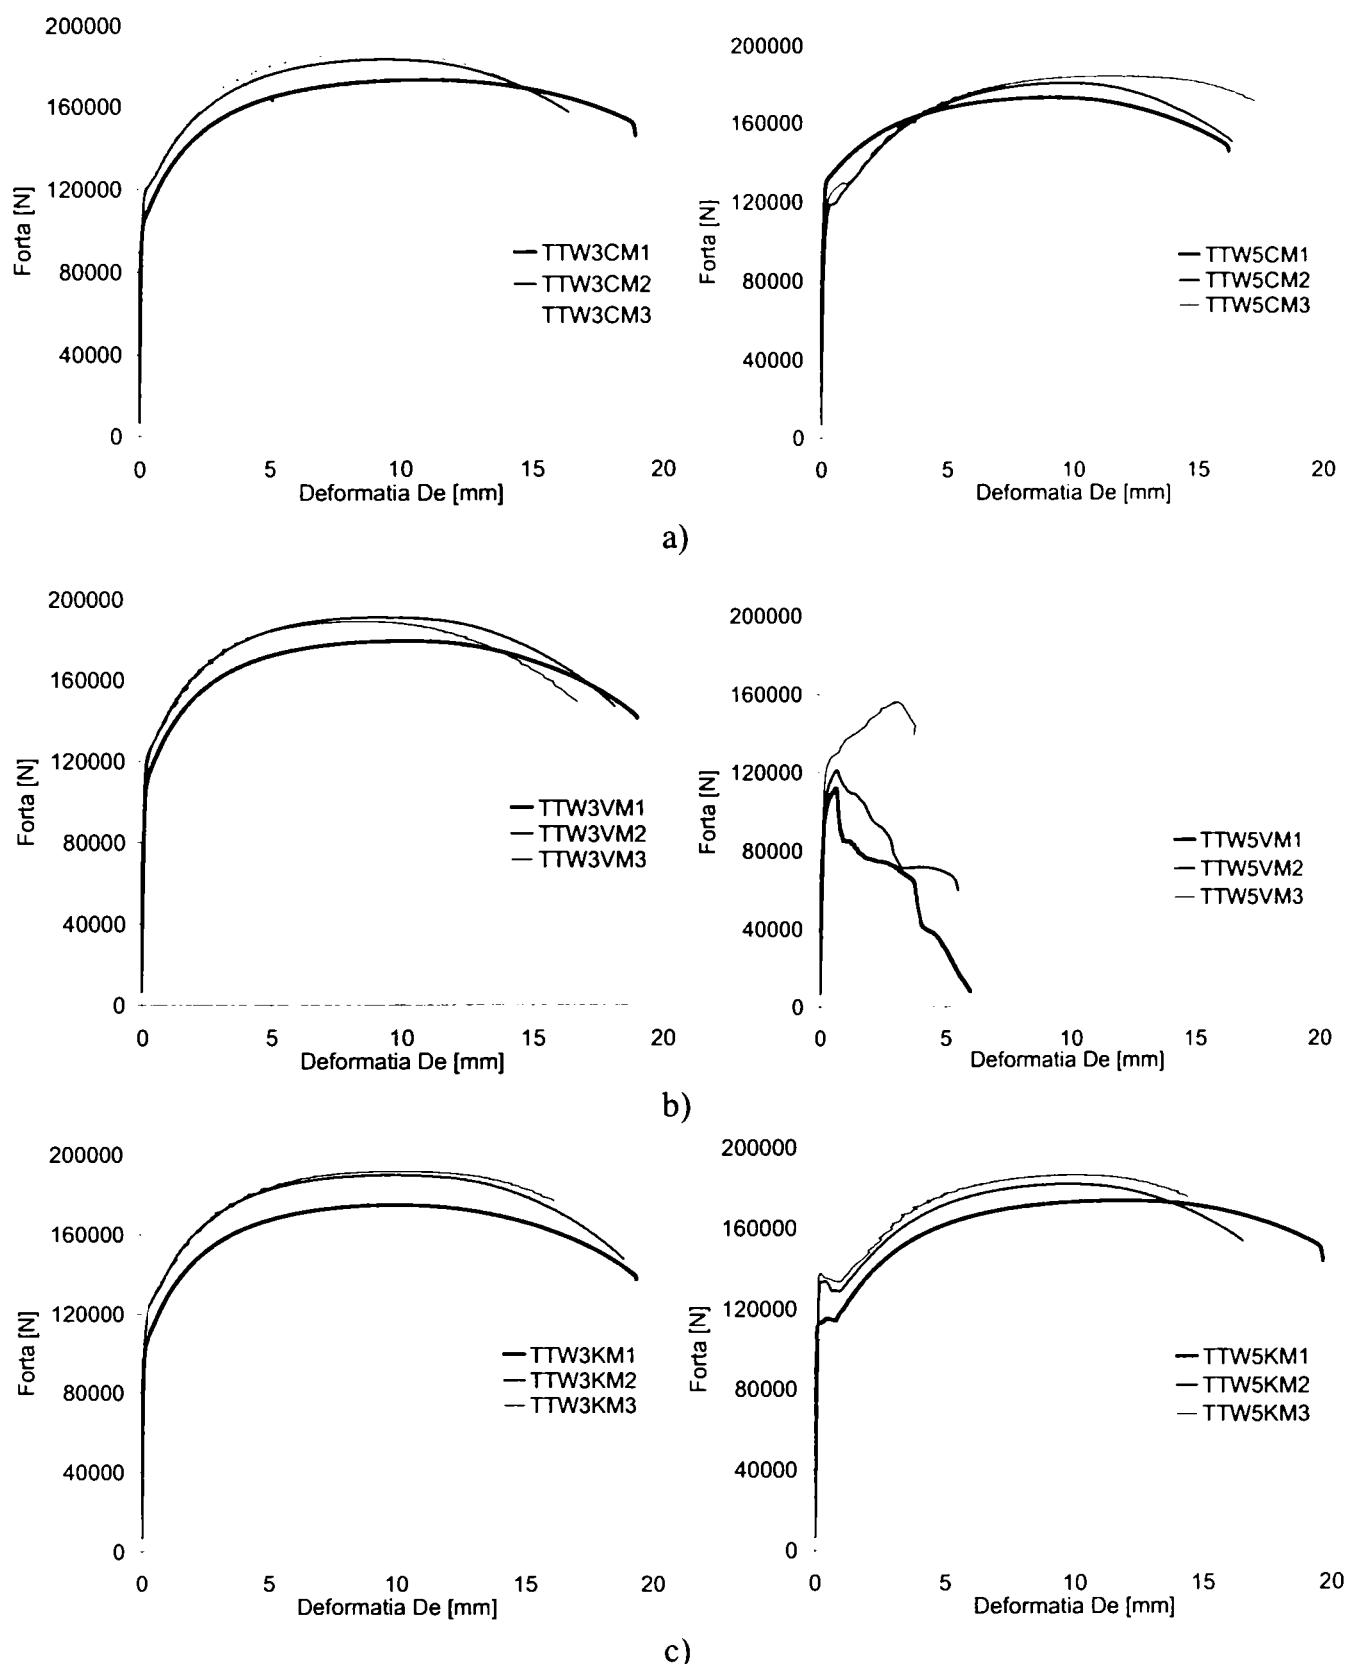 200000
160000
120000
80000
40000
0
Forta [N]
0 5 10 15 20
Deformatia De [mm]
TTW3CM1
TTW3CM2
TTW3CM3
200000
160000
120000
80000
40000
0
Forta [N]
0 5 10 15 20
Deformatia De [mm]
TTW5CM1
TTW5CM2
TTW5CM3
a)
200000
160000
120000
80000
40000
0
Forta [N]
0 5 10 15 20
Deformatia De [mm]
TTW3VM1
TTW3VM2
TTW3VM3
200000
160000
120000
80000
40000
0
Forta [N]
0 5 10 15 20
Deformatia De [mm]
TTW5VM1
TTW5VM2
TTW5VM3
b)
200000
160000
120000
80000
40000
0
Forta [N]
0 5 10 15 20
Deformatia De [mm]
TTW3KM1
TTW3KM2
TTW3KM3
200000
160000
120000
80000
40000
0
Forta [N]
0 5 10 15 20
Deformatia De [mm]
TTW5KM1
TTW5KM2
TTW5KM3
c)